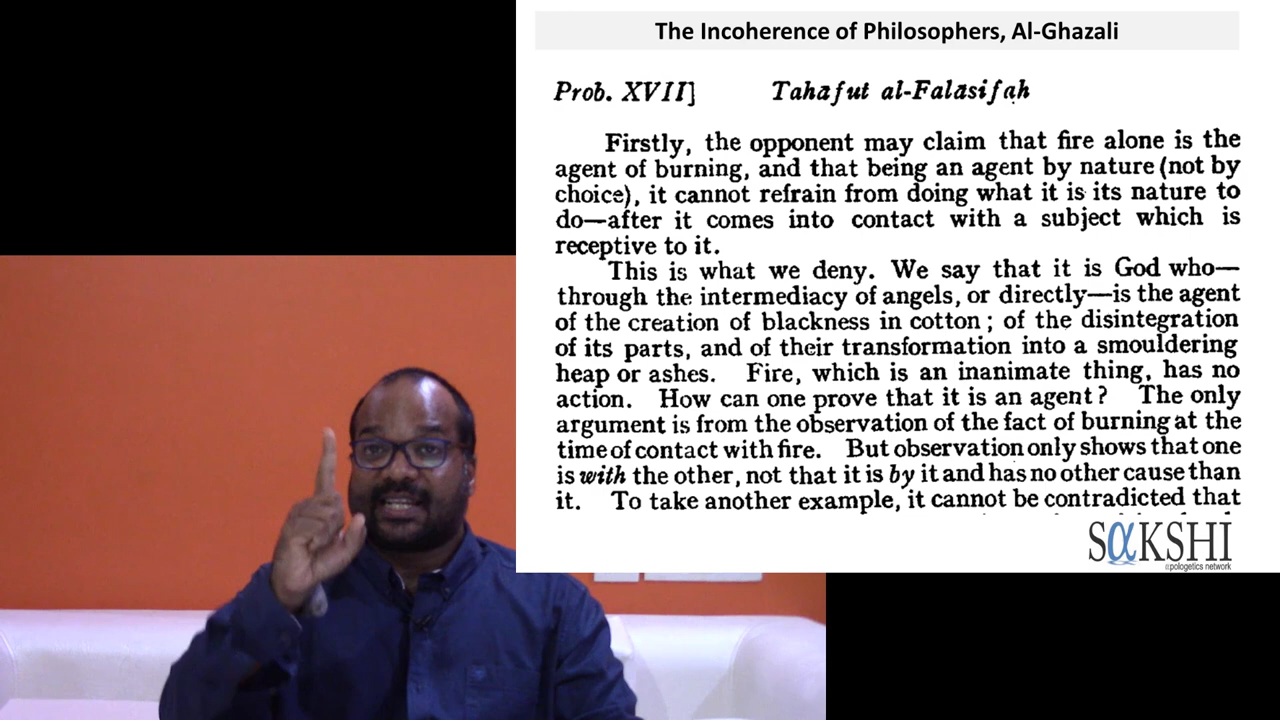 The Incoherence of Philosophers, Al-Ghazali
Prob. XVII] Tahāfut al-Falāsifaḥ
Firstly, the opponent may claim that fire alone is the
agent of burning, and that being an agent by nature (not by
choice), it cannot refrain from doing what it is its nature to
do—after it comes into contact with a subject which is
receptive to it.
This is what we deny. We say that it is God who—
through the intermediacy of angels, or directly—is the agent
of the creation of blackness in cotton; of the disintegration
of its parts, and of their transformation into a smouldering
heap or ashes. Fire, which is an inanimate thing, has no
action. How can one prove that it is an agent? The only
argument is from the observation of the fact of burning at the
time of contact with fire. But observation only shows that one
is with the other, not that it is by it and has no other cause than
it. To take another example, it cannot be contradicted that
SαKSHI
αpologetics network